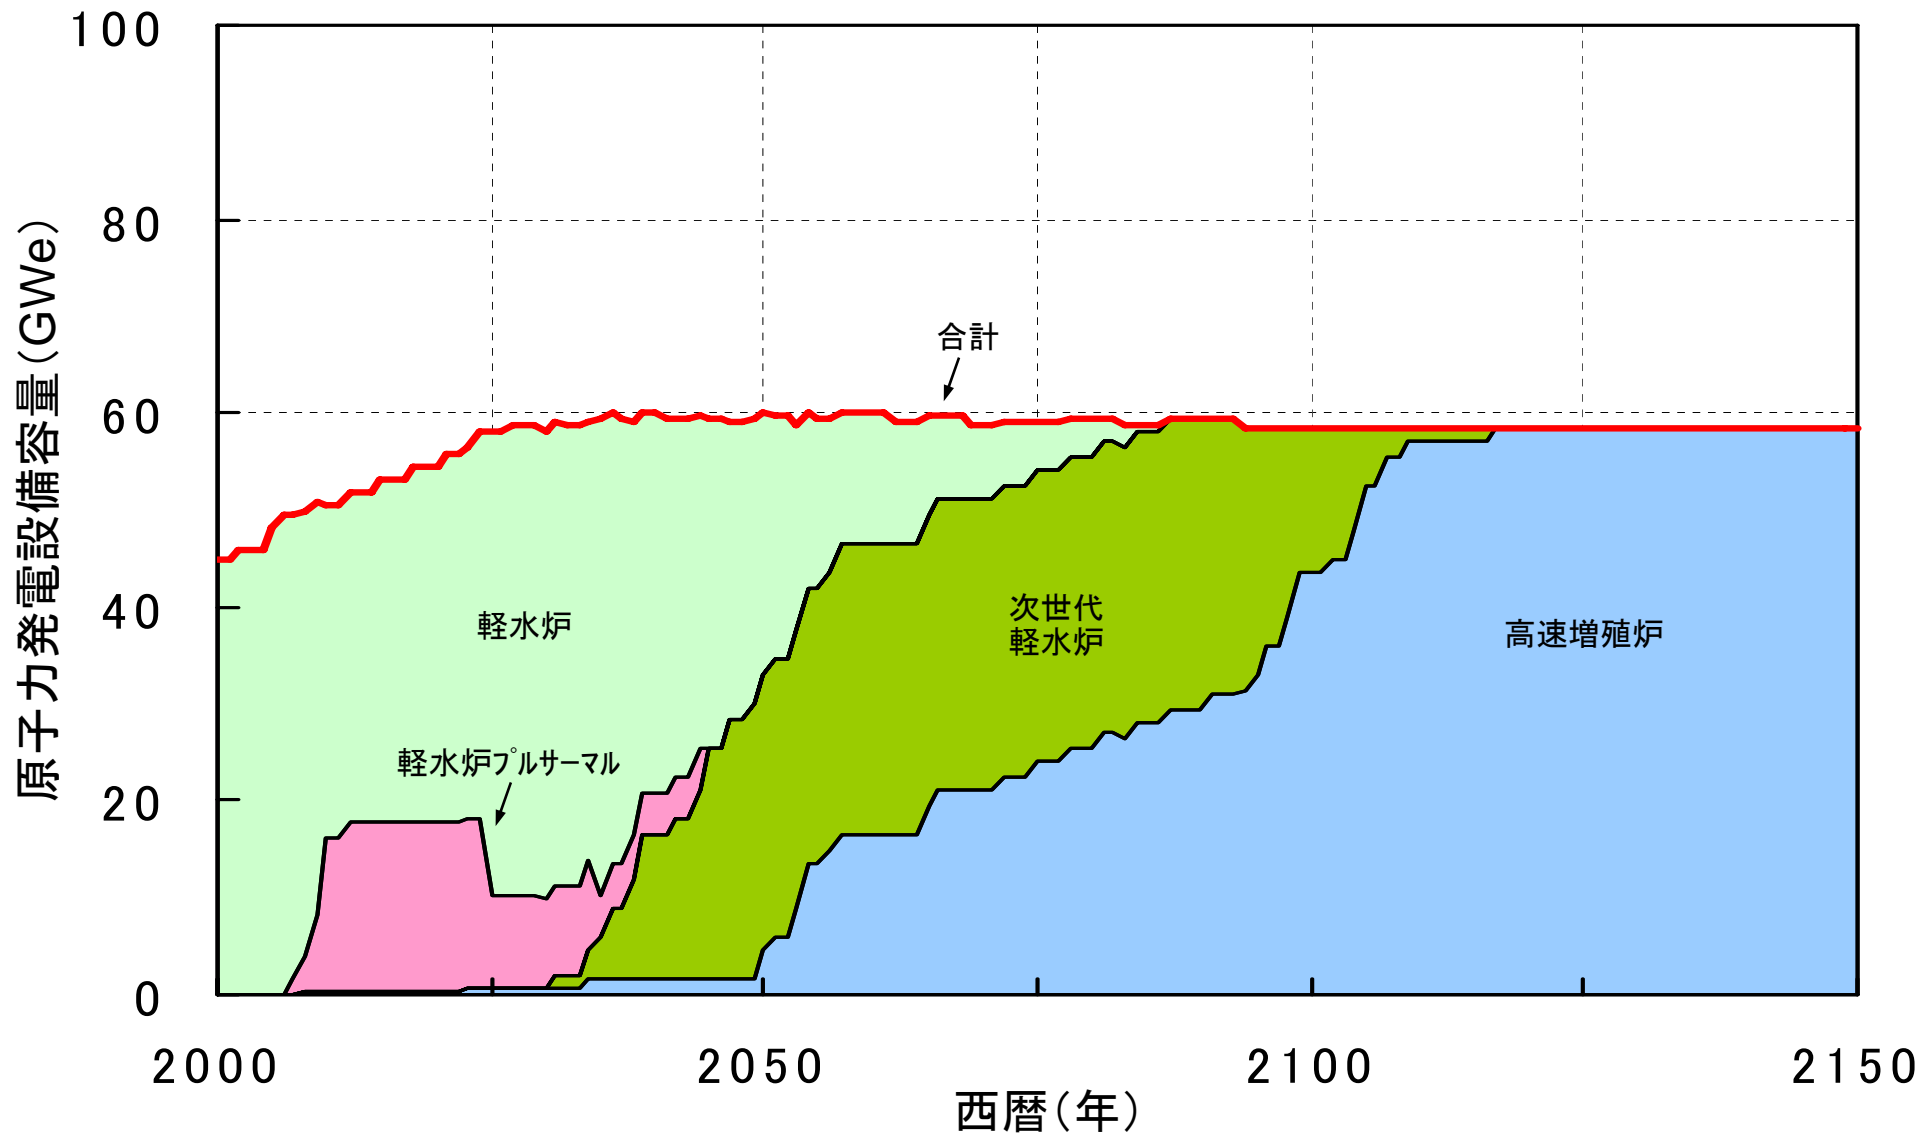 100
80
60
40
20
0
原子力発電設備容量(GWe)
合計
軽水炉
次世代
軽水炉
高速増殖炉
軽水炉ﾌﾟﾙｻｰﾏﾙ
2000
2050
2100
2150
西暦(年)